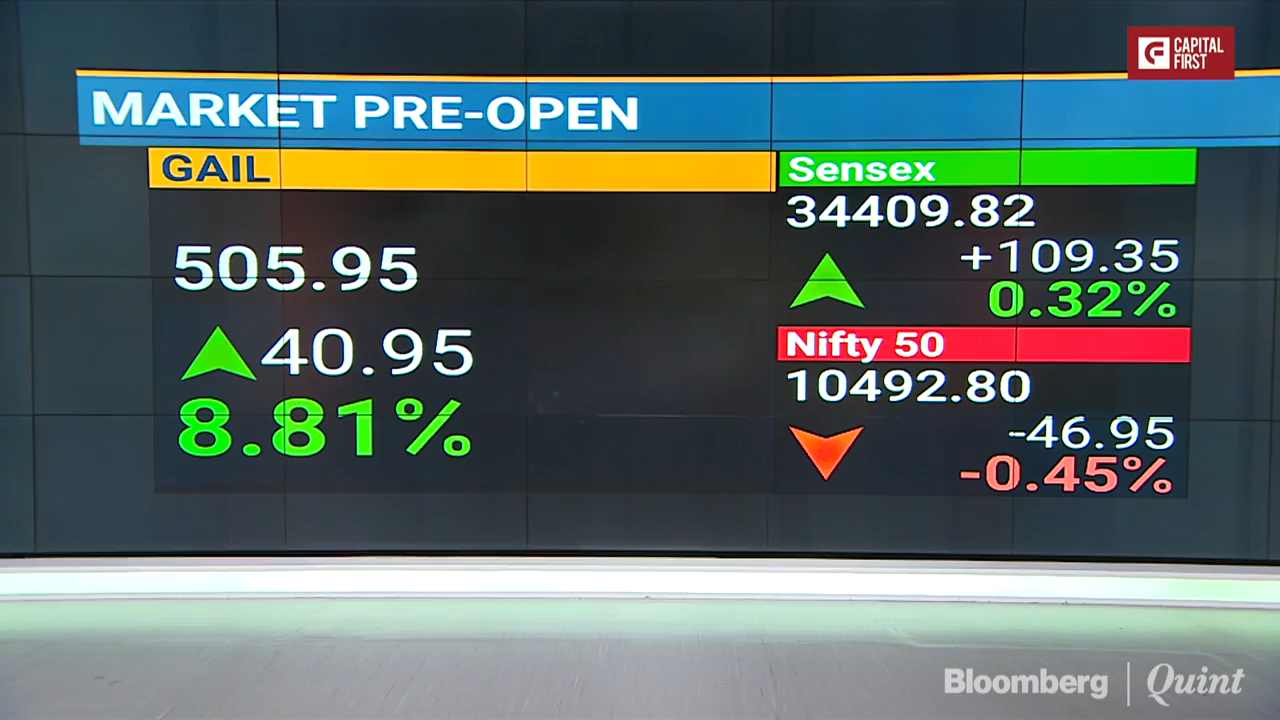 CAPITAL
FIRST
MARKET PRE-OPEN
GAIL
505.95
40.95
8.81%
Sensex
34409.82
+109.35
0.32%
Nifty 50
10492.80
-46.95
-0.45%
Bloomberg | Quint